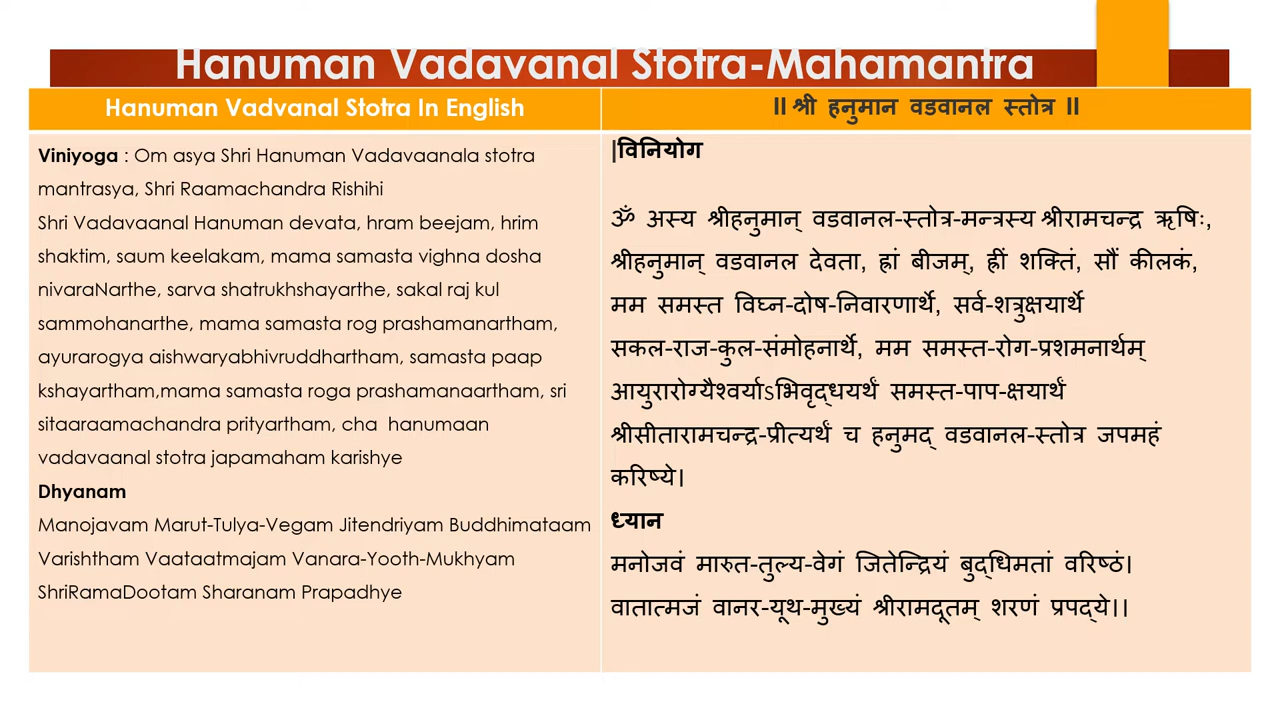 Hanuman Vadavanal Stotra-Mahamantra
Hanuman Vadvanal Stotra In English
॥ श्री हनुमान वडवानल स्तोत्र ॥
Viniyoga : Om asya Shri Hanuman Vadavaanala stotra
mantrasya, Shri Raamachandra Rishihi
Shri Vadavaanal Hanuman devata, hram beejam, hrim
shaktim, saum keelakam, mama samasta vighna dosha
nivaraNarthe, sarva shatrukhshayarthe, sakal raj kul
sammohanarthe, mama samasta rog prashamanartham,
ayurarogya aishwaryabhivruddhartham, samasta paap
kshayartham,mama samasta roga prashamanaartham, sri
sitaaraamachandra prityartham, cha hanumaan
vadavaanal stotra japamaham karishye
Dhyanam
Manojavam Marut-Tulya-Vegam Jitendriyam Buddhimataam
Varishtham Vaataatmajam Vanara-Yooth-Mukhyam
ShriRamaDootam Sharanam Prapadhye
|विनियोग
ॐ अस्य श्रीहनुमान् वडवानल-स्तोत्र-मन्त्रस्य श्रीरामचन्द्र ऋषिः,
श्रीहनुमान् वडवानल देवता, ह्रां बीजम्, ह्रीं शक्तिं, सौं कीलकं,
मम समस्त विघ्न-दोष-निवारणार्थे, सर्व-शत्रुक्षयार्थे
सकल-राज-कुल-संमोहनार्थे, मम समस्त-रोग-प्रशमनार्थम्
आयुरारोग्यैश्वर्याऽभिवृद्धयर्थं समस्त-पाप-क्षयार्थं
श्रीसीतारामचन्द्र-प्रीत्यर्थं च हनुमद् वडवानल-स्तोत्र जपमहं
करिष्ये।
ध्यान
मनोजवं मारुत-तुल्य-वेगं जितेन्द्रियं बुद्धिमतां वरिष्ठं।
वातात्मजं वानर-यूथ-मुख्यं श्रीरामदूतम् शरणं प्रपद्ये।।